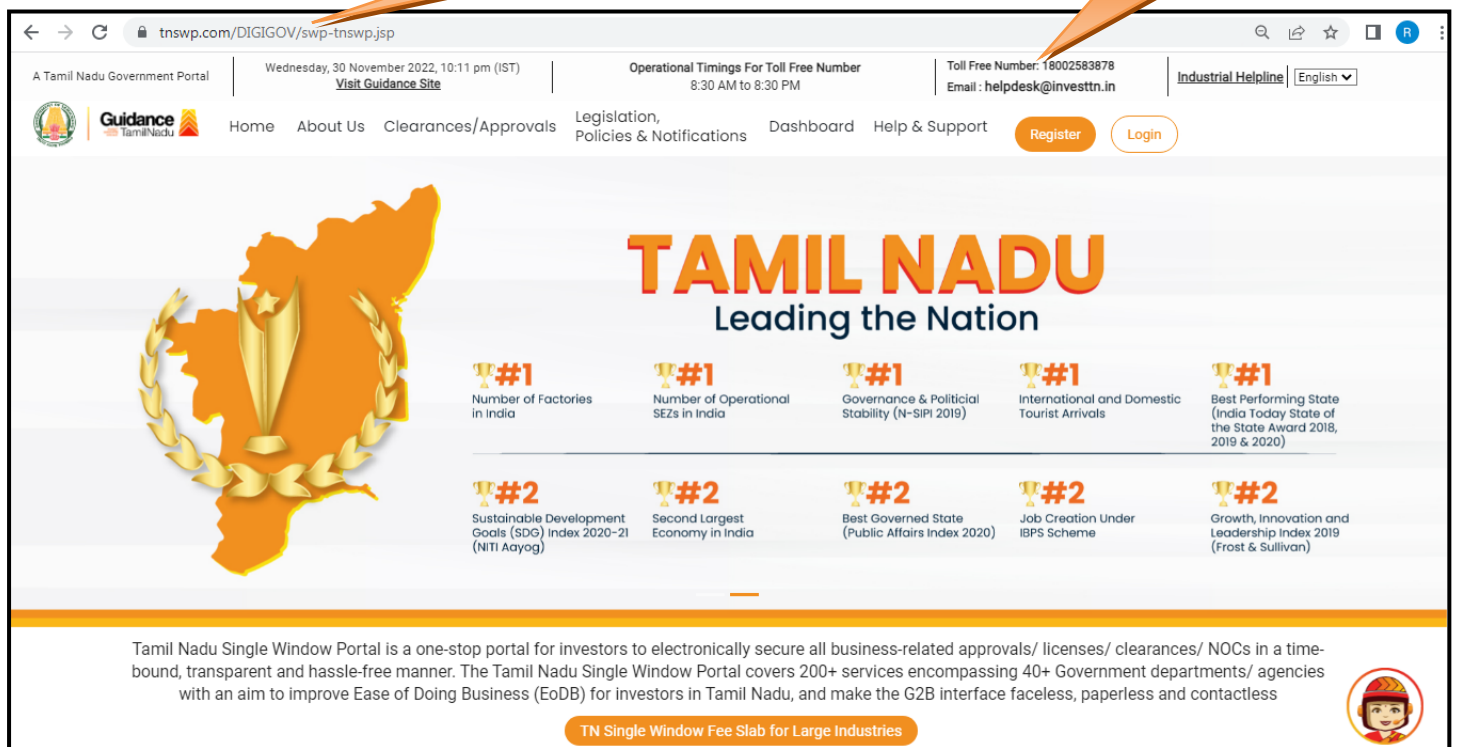 tnswp.com/DIGIGOV/swp-tnswp.jsp
R
A Tamil Nadu Government Portal
Wednesday, 30 November 2022, 10:11 pm (IST)
Visit Guidance Site
Operational Timings For Toll Free Number
8:30 AM to 8:30 PM
Toll Free Number: 18002583878
Email : helpdesk@investtn.in
Industrial Helpline
English
Guidance
TamilNadu
Home
About Us
Clearances/Approvals
Legislation,
Policies & Notifications
Dashboard
Help & Support
Register
Login
TAMIL NADU
Leading the Nation
#1
Number of Factories
in India
#1
Number of Operational
SEZs in India
#1
Governance & Politicial
Stability (N-SIPI 2019)
#1
International and Domestic
Tourist Arrivals
#1
Best Performing State
(India Today State of
the State Award 2018,
2019 & 2020)
#2
Sustainable Development
Goals (SDG) Index 2020-21
(NITI Aayog)
#2
Second Largest
Economy in India
#2
Best Governed State
(Public Affairs Index 2020)
#2
Job Creation Under
IBPS Scheme
#2
Growth, Innovation and
Leadership Index 2019
(Frost & Sullivan)
Tamil Nadu Single Window Portal is a one-stop portal for investors to electronically secure all business-related approvals/ licenses/ clearances/ NOCs in a time-
bound, transparent and hassle-free manner. The Tamil Nadu Single Window Portal covers 200+ services encompassing 40+ Government departments/ agencies
with an aim to improve Ease of Doing Business (EoDB) for investors in Tamil Nadu, and make the G2B interface faceless, paperless and contactless
TN Single Window Fee Slab for Large Industries